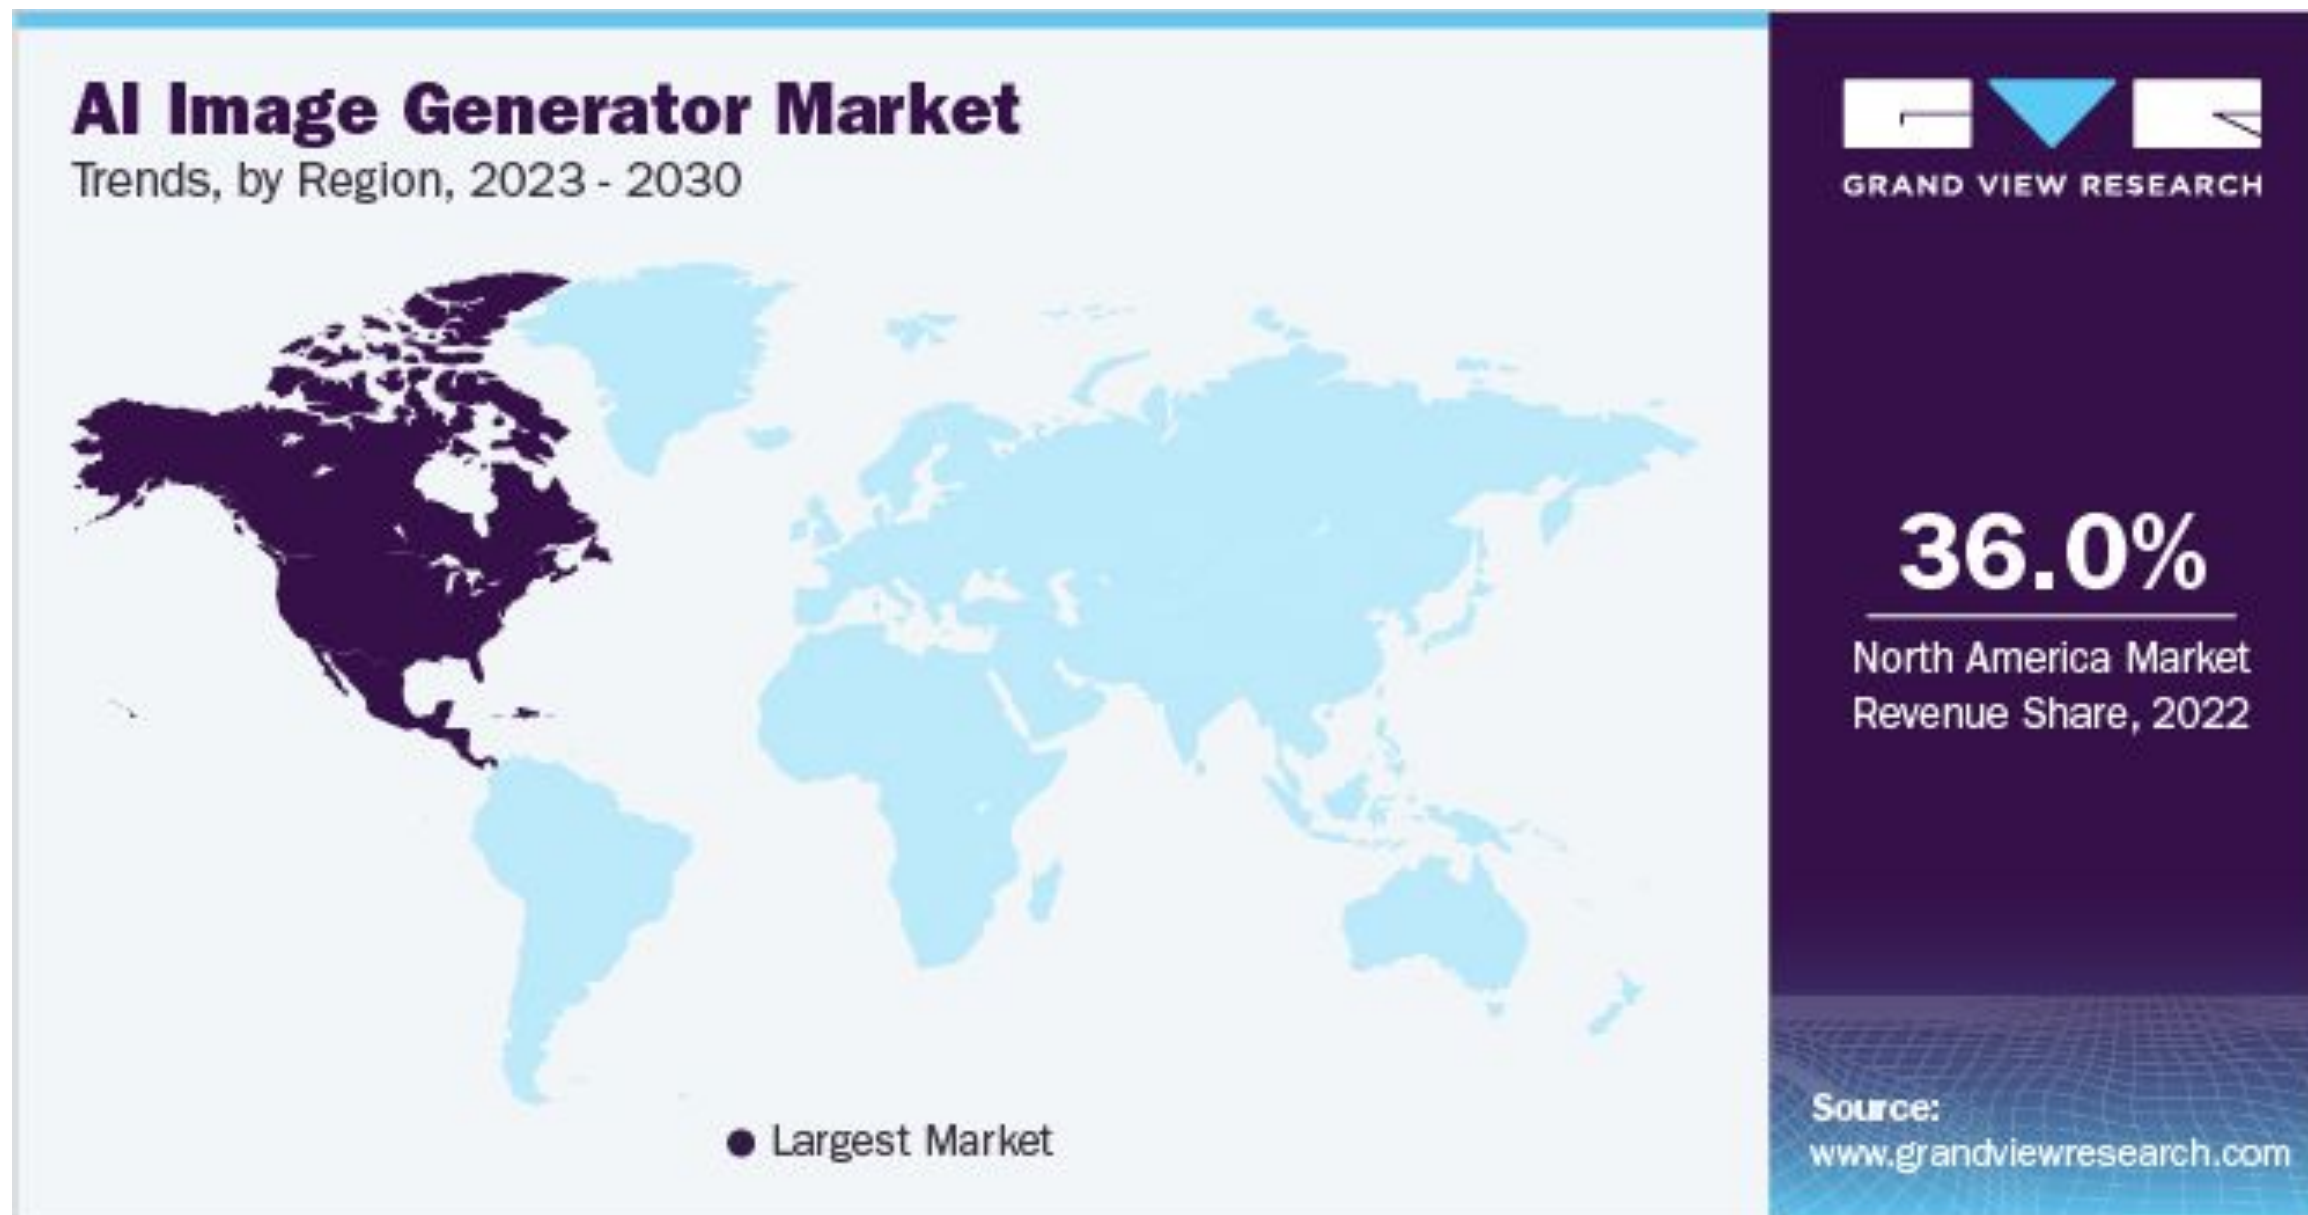 AI Image Generator Market
Trends, by Region, 2023 - 2030
GRAND VIEW RESEARCH
36.0%
North America Market
Revenue Share, 2022
Largest Market
Source:
www.grandviewresearch.com